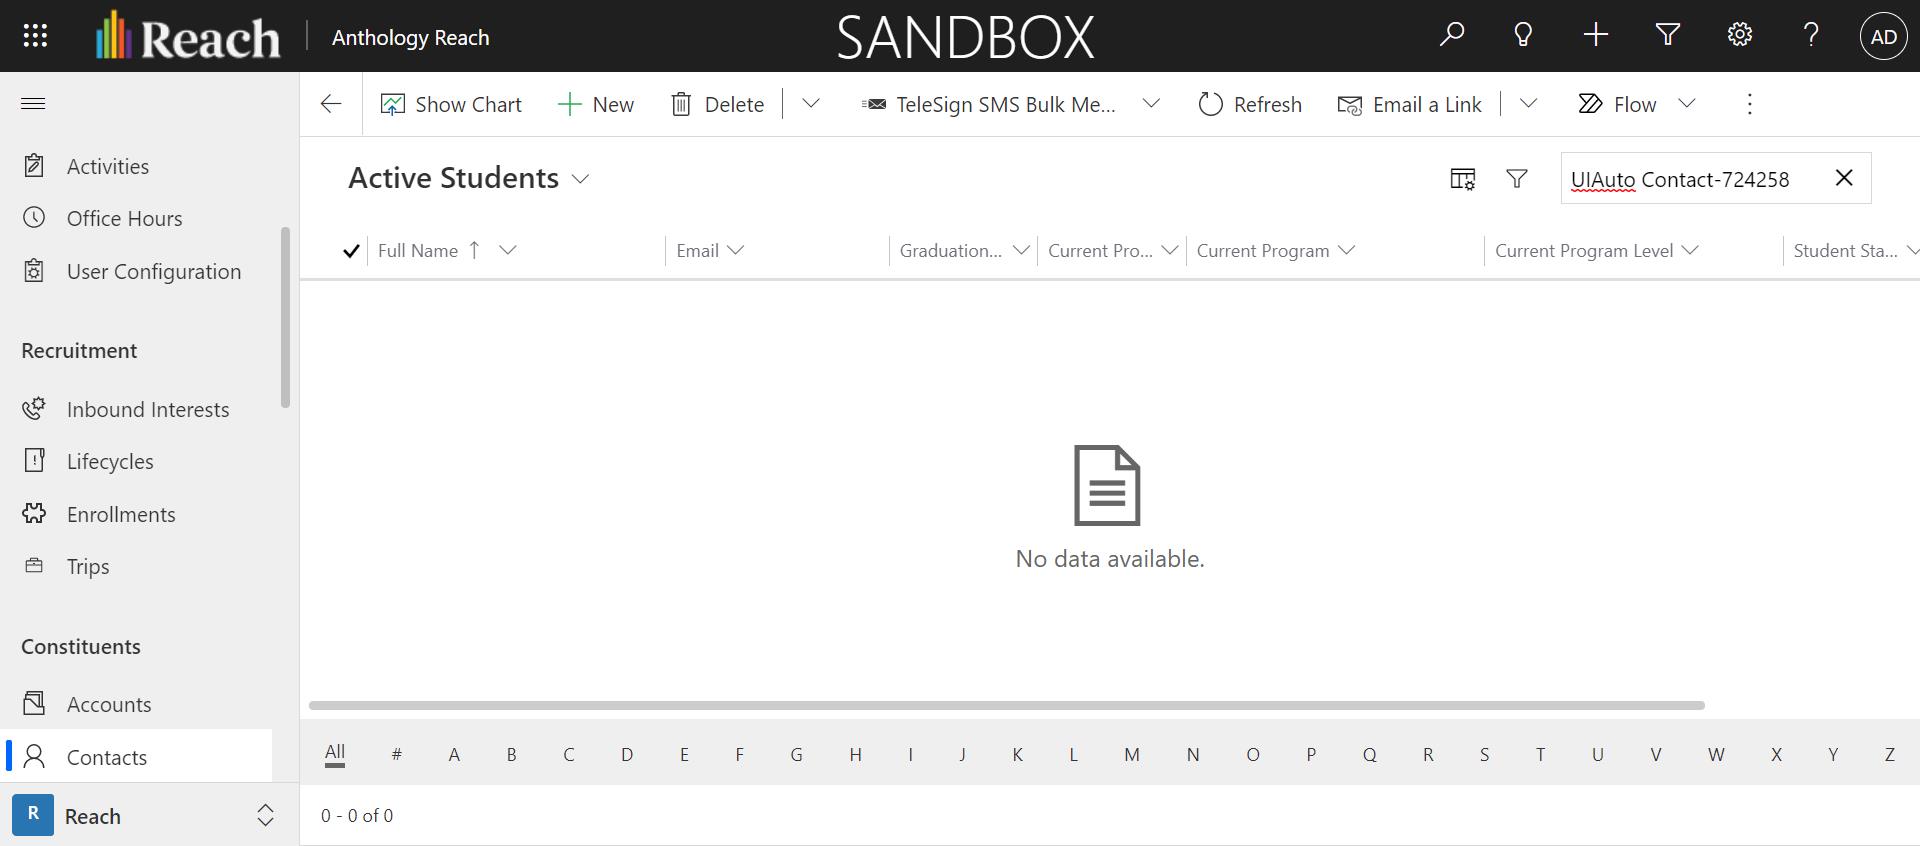 Reach
Anthology Reach
SANDBOX
?
AD
Show Chart
New
Delete
TeleSign SMS Bulk Me...
Refresh
Email a Link
Flow
Activities
Office Hours
User Configuration
Recruitment
Inbound Interests
Lifecycles
Enrollments
Trips
Constituents
Accounts
Contacts
R
Reach
Active Students
UIAuto Contact-724258
Full Name
Email
Graduation...
Current Pro...
Current Program
Current Program Level
Student Sta...
No data available.
All # A B C D E F G H I J K L M N O P Q R S T U V W X Y Z
0 - 0 of 0